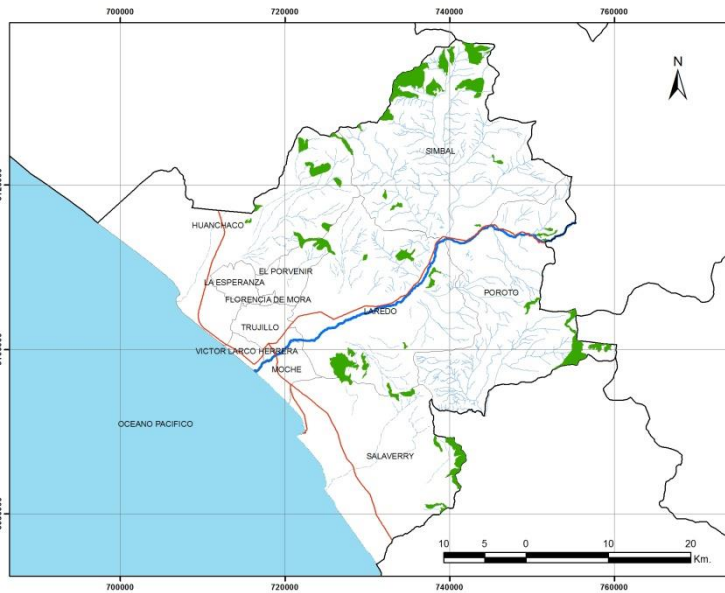 700000 720000 740000 760000
N
SIMBAL
HUANCHACO
EL PORVENIR
LA ESPERANZA
POROTO
FLORENCIA DE MORA
LAREDO
TRUJILLO
VICTOR LARCO HERRERA
MOCHE
OCEANO PACIFICO
SALAVERRY
10 5 0 10 20
Km.
700000 720000 740000 760000